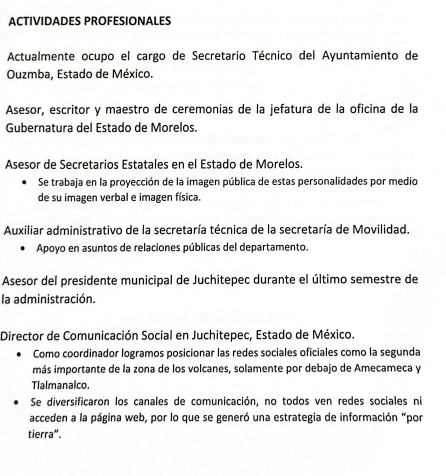 ACTIVIDADES PROFESIONALES
Actualmente ocupo el cargo de Secretario Técnico del Ayuntamiento de
Ouzmba, Estado de México.
Asesor, escritor y maestro de ceremonias de la jefatura de la oficina de la
Gubernatura del Estado de Morelos.
Asesor de Secretarios Estatales en el Estado de Morelos.
• Se trabaja en la proyección de la imagen pública de estas personalidades por medio
de su imagen verbal e imagen física.
Auxiliar administrativo de la secretaría técnica de la secretaría de Movilidad.
• Apoyo en asuntos de relaciones públicas del departamento.
Asesor del presidente municipal de Juchitepec durante el último semestre de
la administración.
Director de Comunicación Social en Juchitepec, Estado de México.
• Como coordinador logramos posicionar las redes sociales oficiales como la segunda
más importante de la zona de los volcanes, solamente por debajo de Amecameca y
Tlalmanalco.
• Se diversificaron los canales de comunicación, no todos ven redes sociales ni
acceden a la página web, por lo que se generó una estrategia de información "por
tierra".